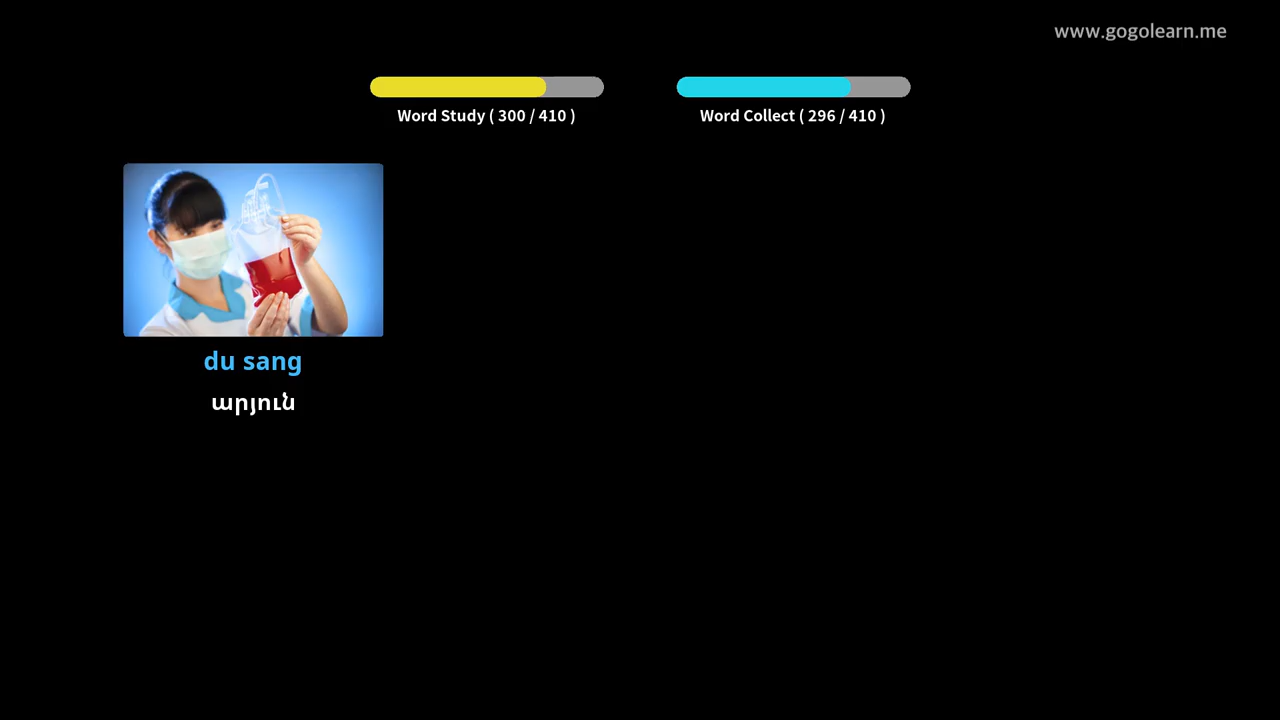 www.gogolearn.me
Word Study ( 300 / 410 )
Word Collect ( 296 / 410 )
du sang
արյուն